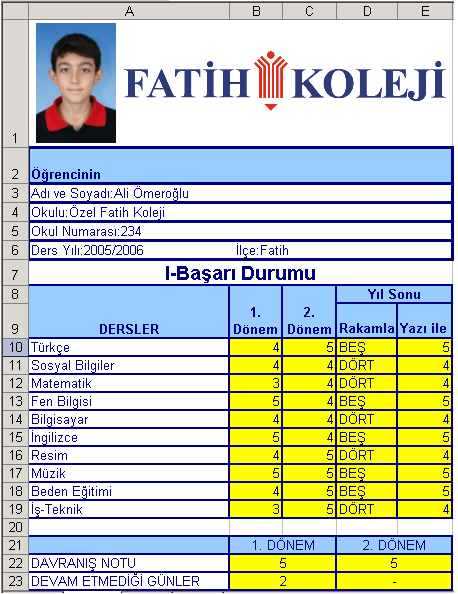 A B C D E
FATİH KOLEJİ
1
2 Öğrencinin
3 Adı ve Soyadı:Ali Ömeroğlu
4 Okulu:Özel Fatih Koleji
5 Okul Numarası:234
6 Ders Yılı:2005/2006 İlçe:Fatih
7 I-Başarı Durumu
8 Yıl Sonu
9 DERSLER 1. Dönem 2. Dönem Rakamla Yazı ile
10 Türkçe 4 5 BEŞ 5
11 Sosyal Bilgiler 4 4 DÖRT 4
12 Matematik 3 4 DÖRT 4
13 Fen Bilgisi 5 4 BEŞ 5
14 Bilgisayar 4 4 DÖRT 4
15 İngilizce 5 4 BEŞ 5
16 Resim 4 5 DÖRT 4
17 Müzik 5 5 BEŞ 5
18 Beden Eğitimi 4 5 BEŞ 5
19 İş-Teknik 3 5 DÖRT 4
20
21 1. DÖNEM 2. DÖNEM
22 DAVRANIŞ NOTU 5 5
23 DEVAM ETMEDİĞİ GÜNLER 2 -